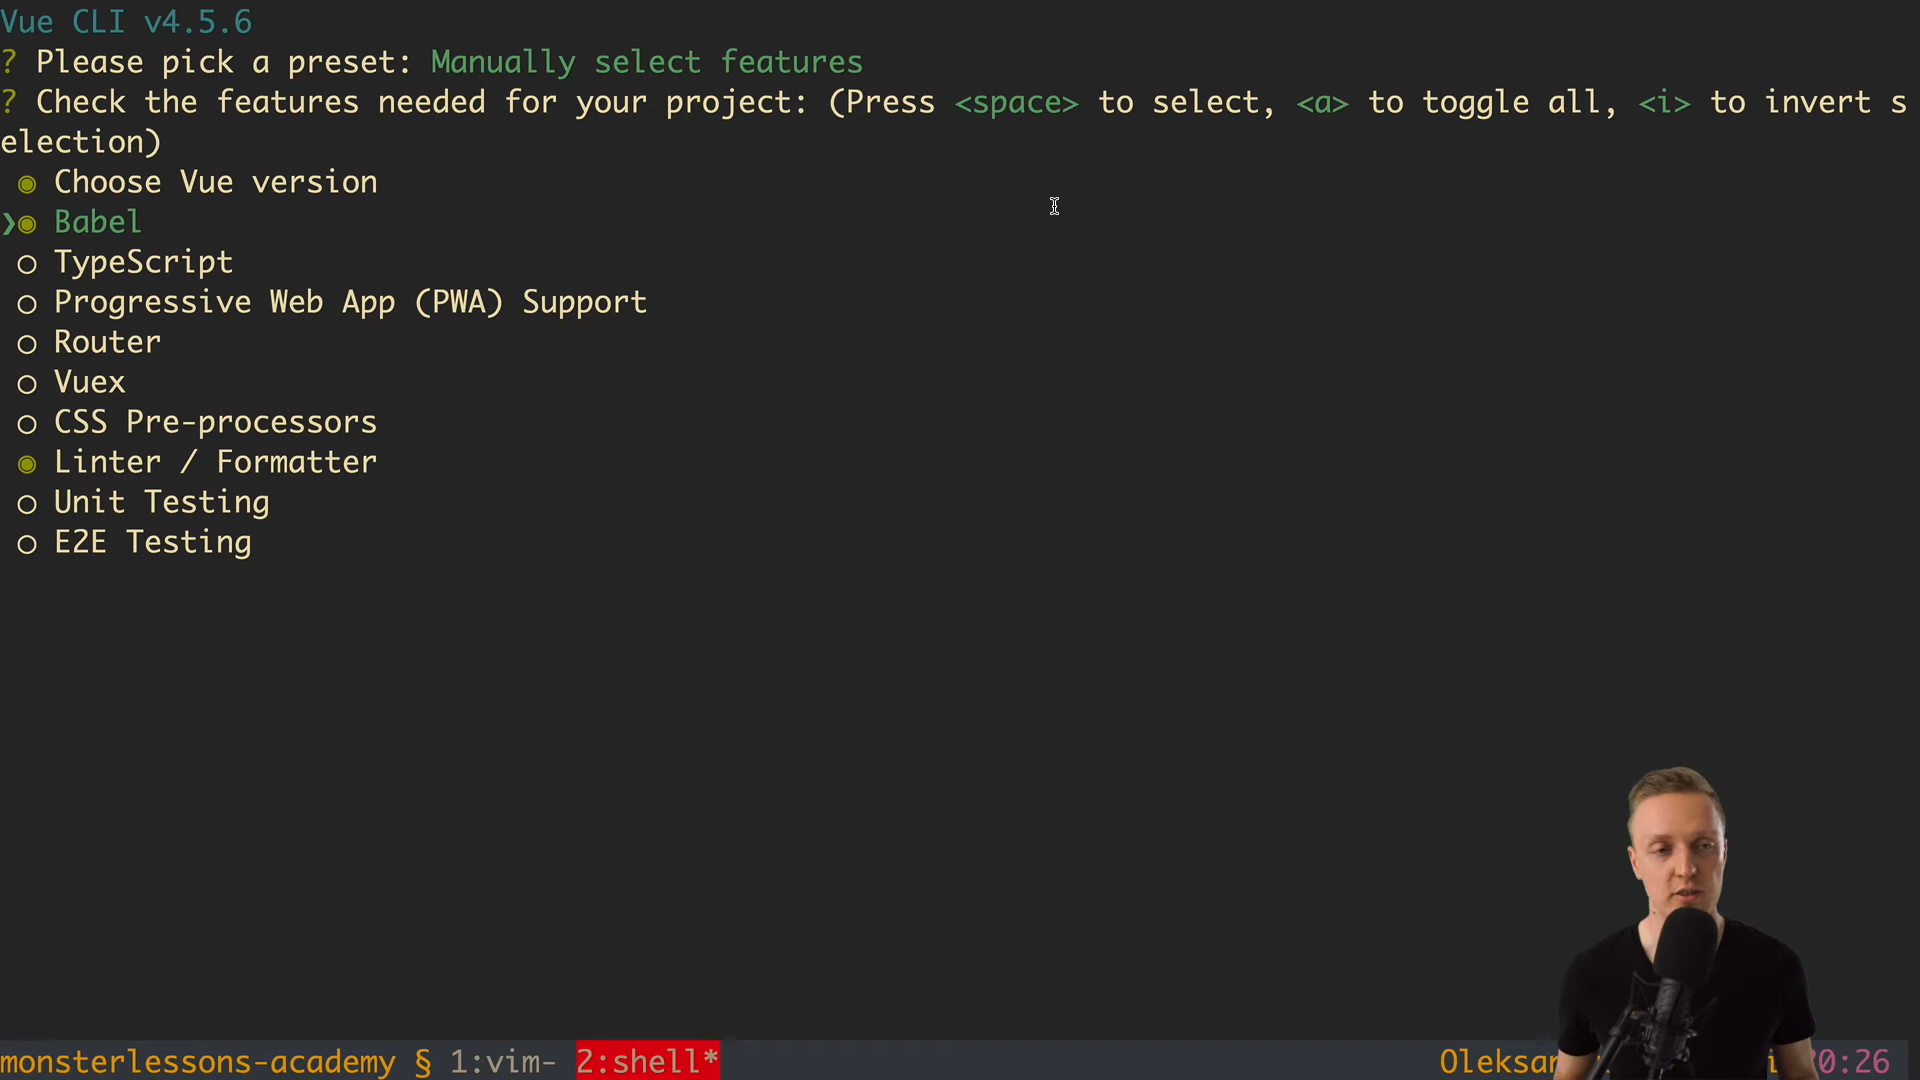 Vue CLI v4.5.6
? Please pick a preset: Manually select features
? Check the features needed for your project: (Press <space> to select, <a> to toggle all, <i> to invert s
election)
◉ Choose Vue version
❯◉ Babel
◯ TypeScript
◯ Progressive Web App (PWA) Support
◯ Router
◯ Vuex
◯ CSS Pre-processors
◉ Linter / Formatter
◯ Unit Testing
◯ E2E Testing
monsterlessons-academy § 1:vim- 2:shell*